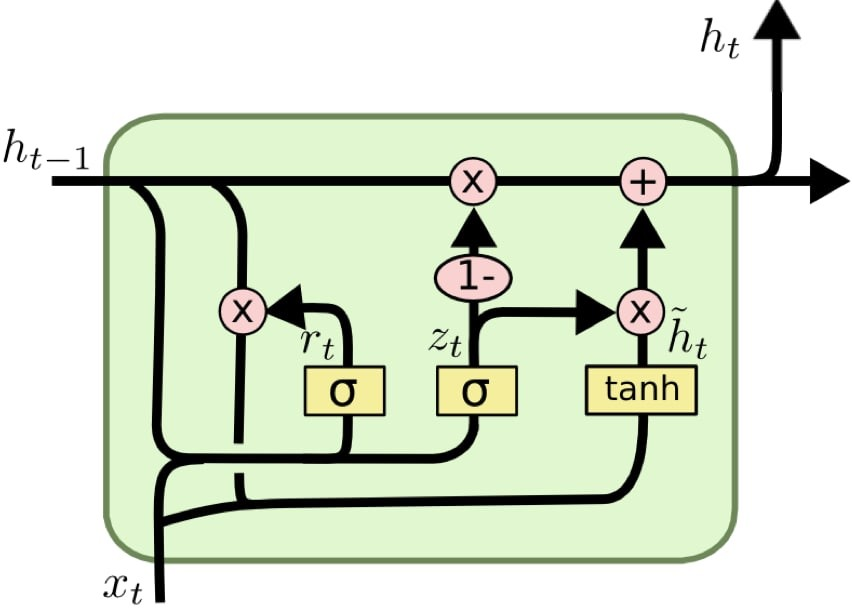 h_t
h_{t-1}
x +
1-
x x
r_t z_t h̃_t
σ σ tanh
x_t